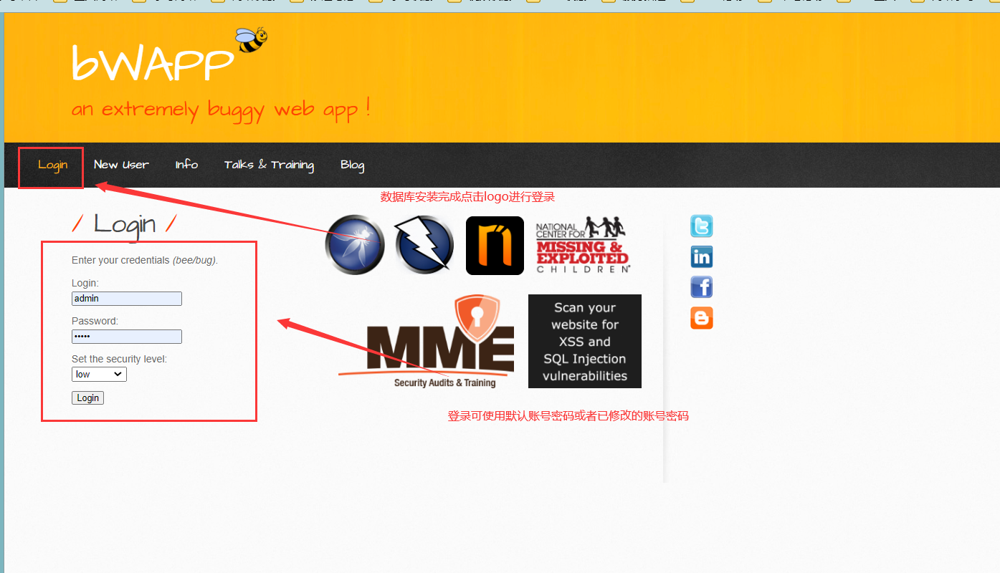 bWAPP
an extremely buggy web app !
Login
New User
Info
Talks & Training
Blog
数据库安装完成点击logo进行登录
/ Login /
Enter your credentials (bee/bug).
Login:
admin
Password:
•••••
Set the security level:
low
Login
NATIONAL
CENTER FOR
MISSING &
EXPLOITED
CHILDREN®
MME
Security Audits & Training
Scan your
website for
XSS and
SQL Injection
vulnerabilities
登录可使用默认账号密码或者已修改的账号密码